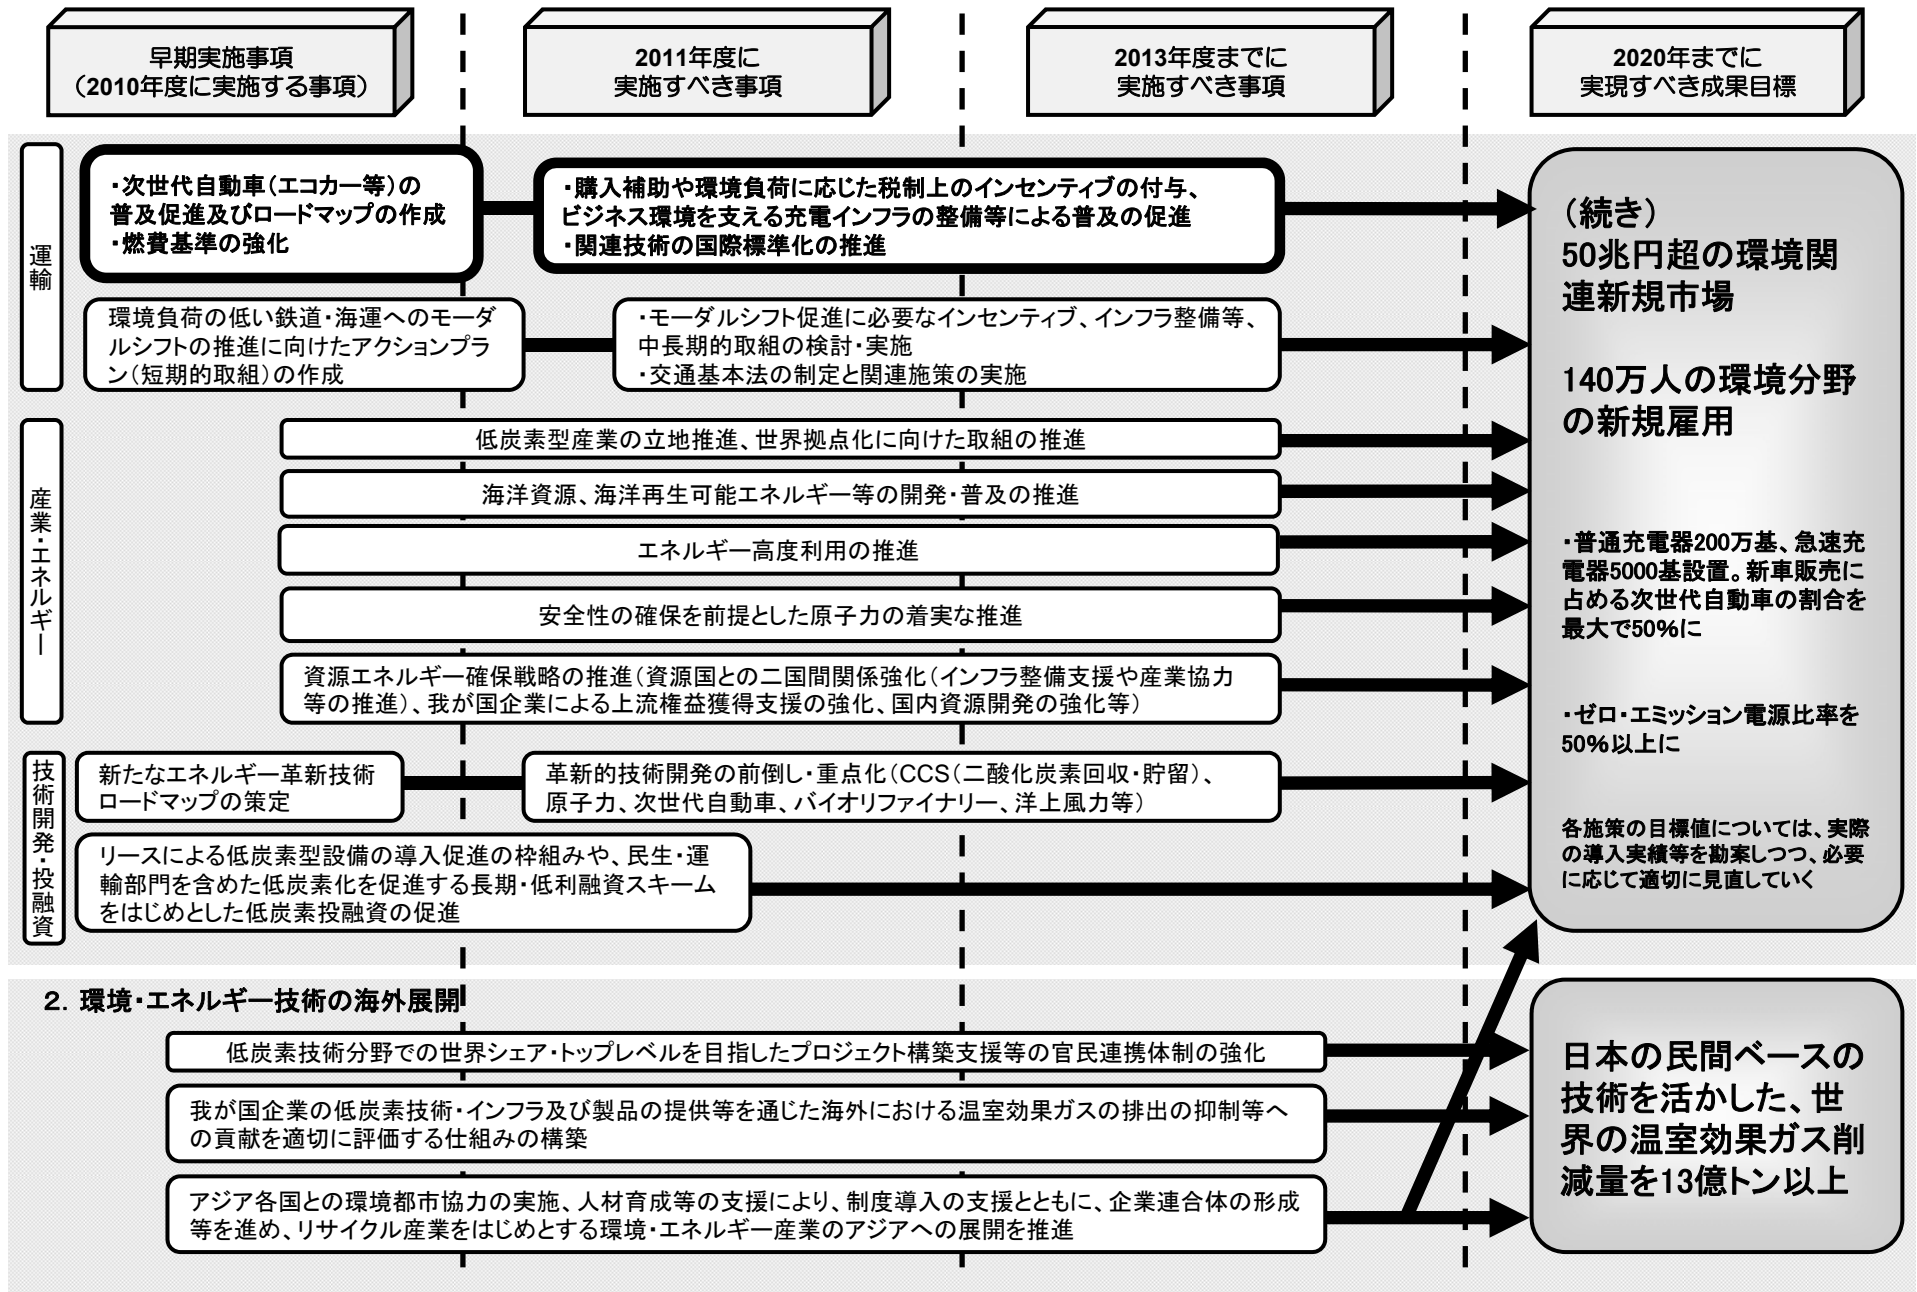 早期実施事項
（2010年度に実施する事項）
2011年度に
実施すべき事項
2013年度までに
実施すべき事項
2020年までに
実現すべき成果目標
運輸
・次世代自動車（エコカー等）の
普及促進及びロードマップの作成
・燃費基準の強化
・購入補助や環境負荷に応じた税制上のインセンティブの付与、
ビジネス環境を支える充電インフラの整備等による普及の促進
・関連技術の国際標準化の推進
環境負荷の低い鉄道・海運へのモーダ
ルシフトの推進に向けたアクションプラ
ン（短期的取組）の作成
・モーダルシフト促進に必要なインセンティブ、インフラ整備等、
中長期的取組の検討・実施
・交通基本法の制定と関連施策の実施
産業・エネルギー
低炭素型産業の立地推進、世界拠点化に向けた取組の推進
海洋資源、海洋再生可能エネルギー等の開発・普及の推進
エネルギー高度利用の推進
安全性の確保を前提とした原子力の着実な推進
資源エネルギー確保戦略の推進（資源国との二国間関係強化（インフラ整備支援や産業協力
等の推進）、我が国企業による上流権益獲得支援の強化、国内資源開発の強化等）
技術開発・投融資
新たなエネルギー革新技術
ロードマップの策定
革新的技術開発の前倒し・重点化（CCS（二酸化炭素回収・貯留）、
原子力、次世代自動車、バイオリファイナリー、洋上風力等）
リースによる低炭素型設備の導入促進の枠組みや、民生・運
輸部門を含めた低炭素化を促進する長期・低利融資スキーム
をはじめとした低炭素投融資の促進
（続き）
50兆円超の環境関
連新規市場
140万人の環境分野
の新規雇用
・普通充電器200万基、急速充
電器5000基設置。新車販売に
占める次世代自動車の割合を
最大で50％に
・ゼロ・エミッション電源比率を
50％以上に
各施策の目標値については、実際
の導入実績等を勘案しつつ、必要
に応じて適切に見直していく
２．環境・エネルギー技術の海外展開
低炭素技術分野での世界シェア・トップレベルを目指したプロジェクト構築支援等の官民連携体制の強化
我が国企業の低炭素技術・インフラ及び製品の提供等を通じた海外における温室効果ガスの排出の抑制等へ
の貢献を適切に評価する仕組みの構築
アジア各国との環境都市協力の実施、人材育成等の支援により、制度導入の支援とともに、企業連合体の形成
等を進め、リサイクル産業をはじめとする環境・エネルギー産業のアジアへの展開を推進
日本の民間ベースの
技術を活かした、世
界の温室効果ガス削
減量を13億トン以上